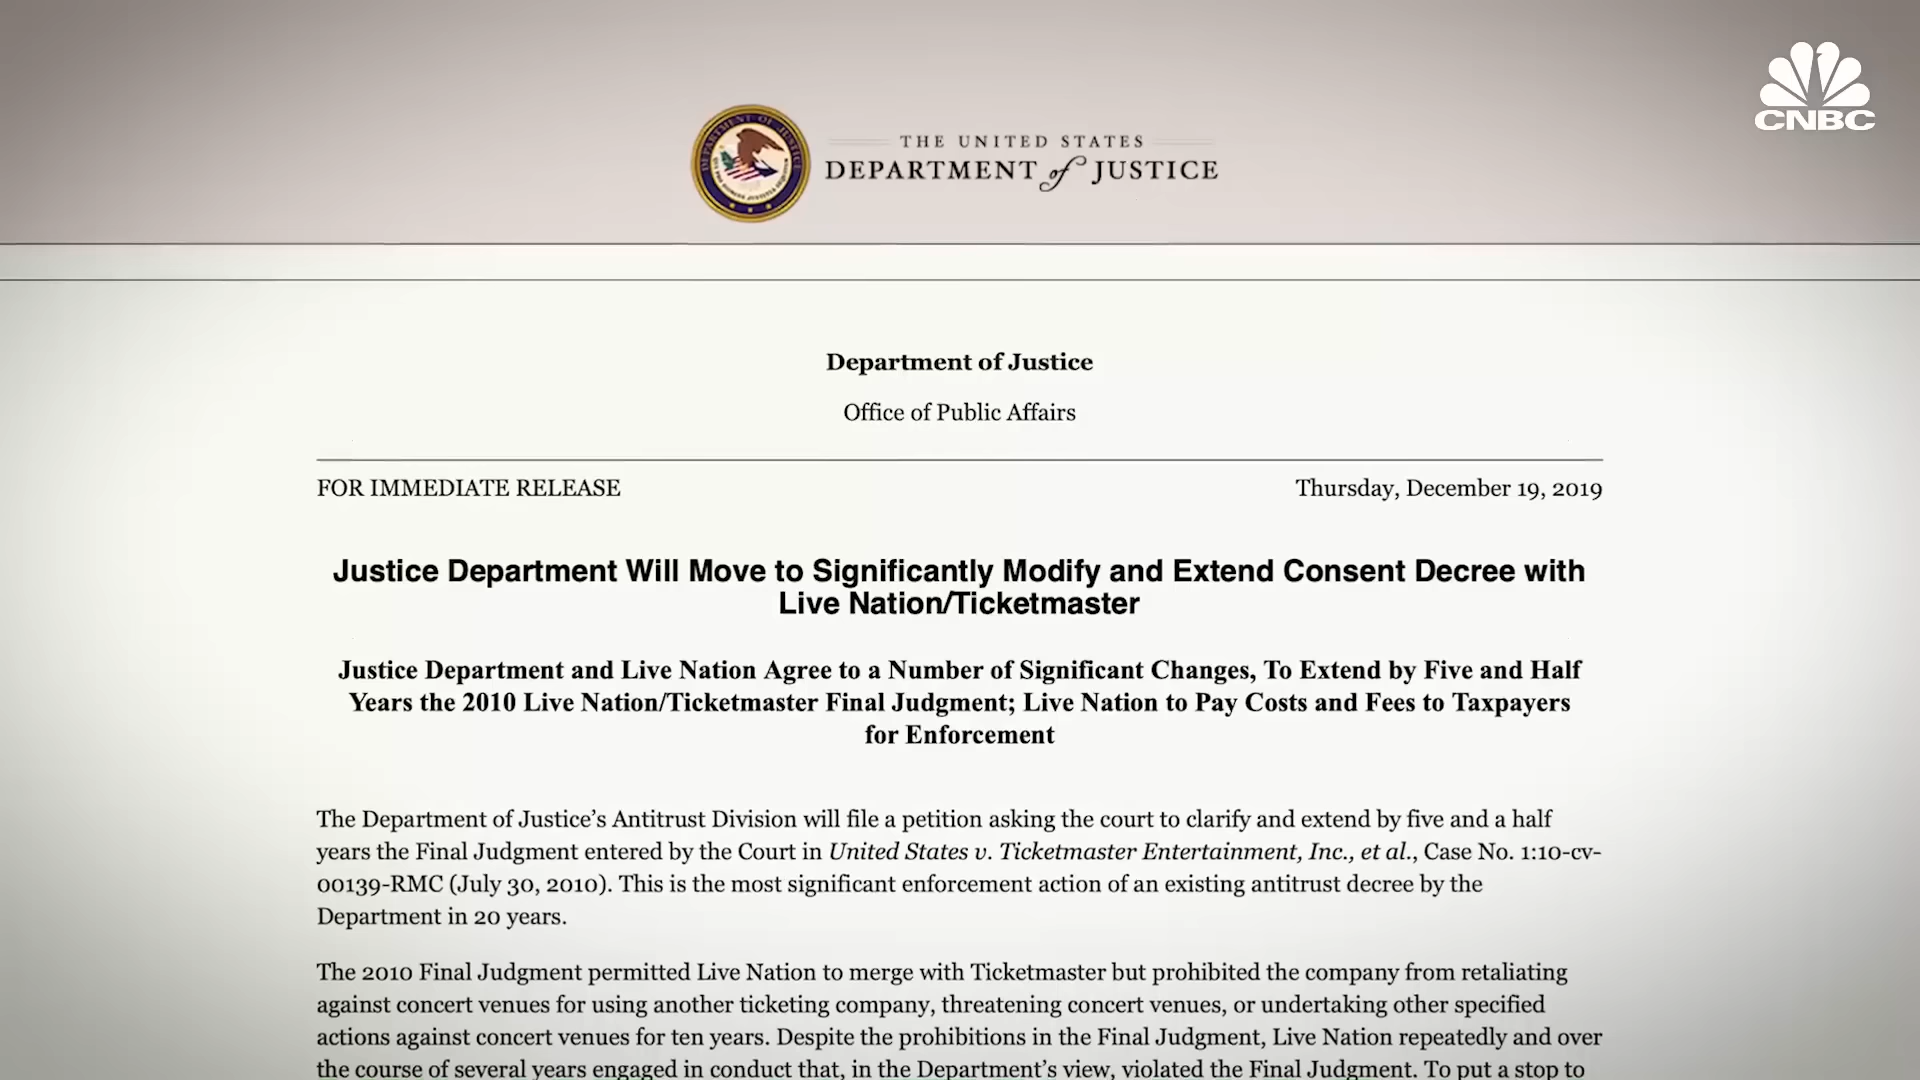 CNBC
THE UNITED STATES
DEPARTMENT of JUSTICE
Department of Justice
Office of Public Affairs
FOR IMMEDIATE RELEASE
Thursday, December 19, 2019
Justice Department Will Move to Significantly Modify and Extend Consent Decree with
Live Nation/Ticketmaster
Justice Department and Live Nation Agree to a Number of Significant Changes, To Extend by Five and Half
Years the 2010 Live Nation/Ticketmaster Final Judgment; Live Nation to Pay Costs and Fees to Taxpayers
for Enforcement
The Department of Justice’s Antitrust Division will file a petition asking the court to clarify and extend by five and a half
years the Final Judgment entered by the Court in United States v. Ticketmaster Entertainment, Inc., et al., Case No. 1:10-cv-
00139-RMC (July 30, 2010). This is the most significant enforcement action of an existing antitrust decree by the
Department in 20 years.
The 2010 Final Judgment permitted Live Nation to merge with Ticketmaster but prohibited the company from retaliating
against concert venues for using another ticketing company, threatening concert venues, or undertaking other specified
actions against concert venues for ten years. Despite the prohibitions in the Final Judgment, Live Nation repeatedly and over
the course of several years engaged in conduct that, in the Department’s view, violated the Final Judgment. To put a stop to